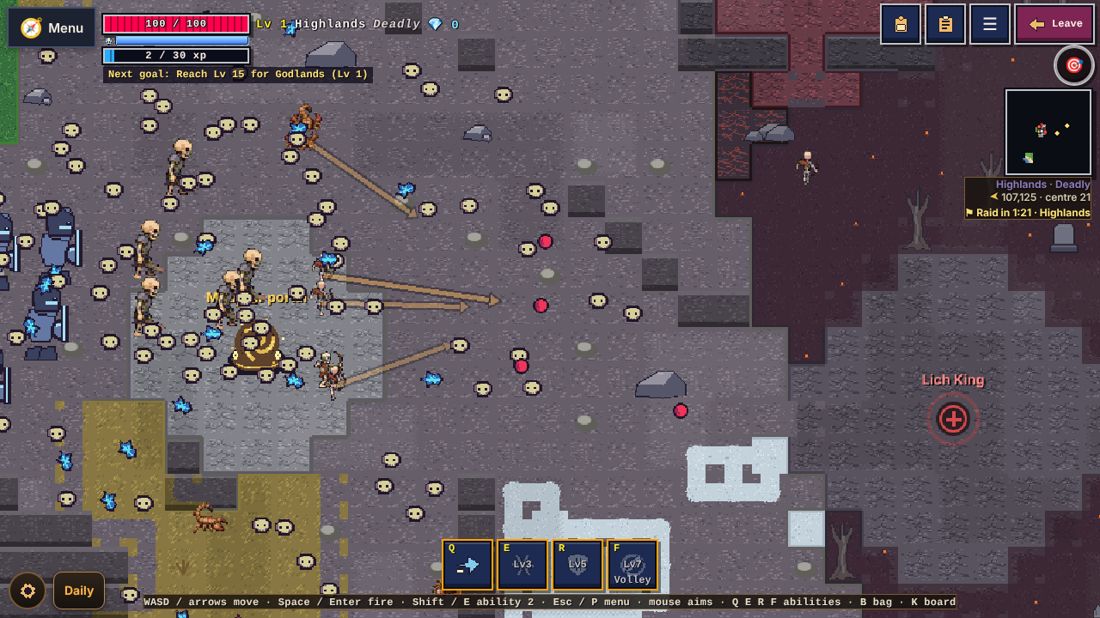 Menu
100 / 100
Lv 1 Highlands Deadly 0
2 / 30 xp
Next goal: Reach Lv 15 for Godlands (Lv 1)
Leave
Highlands · Deadly
107,125 · centre 21
Raid in 1:21 · Highlands
Lich King
Q
E
Lv3
R
Lv5
F
Lv7
Volley
Daily
WASD / arrows move · Space / Enter fire · Shift / E ability 2 · Esc / P menu · mouse aims · Q E R F abilities · B bag · K board